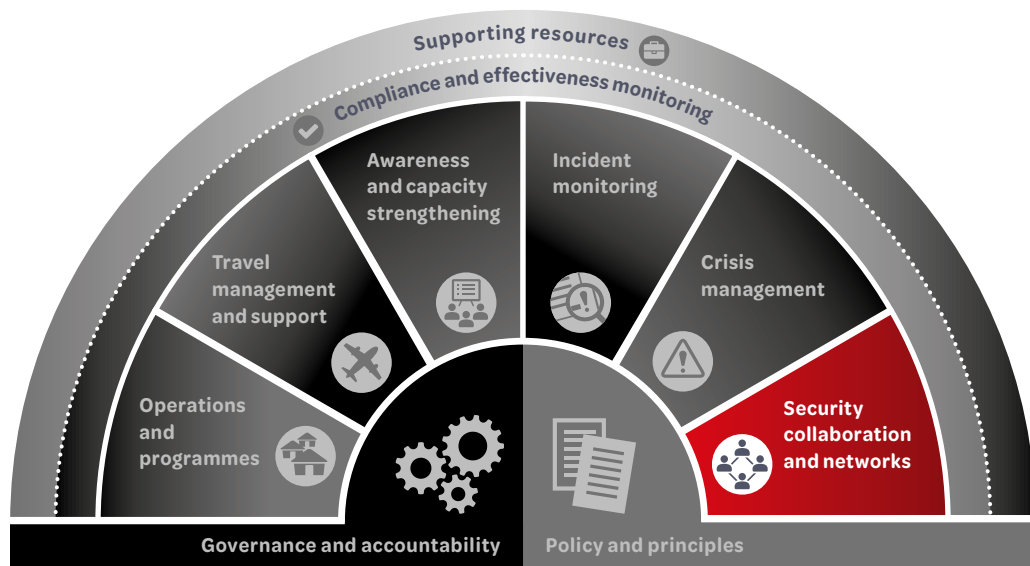 Supporting resources
Compliance and effectiveness monitoring
Operations
and
programmes
Travel
management
and support
Awareness
and capacity
strengthening
Incident
monitoring
Crisis
management
Security
collaboration
and networks
Governance and accountability
Policy and principles